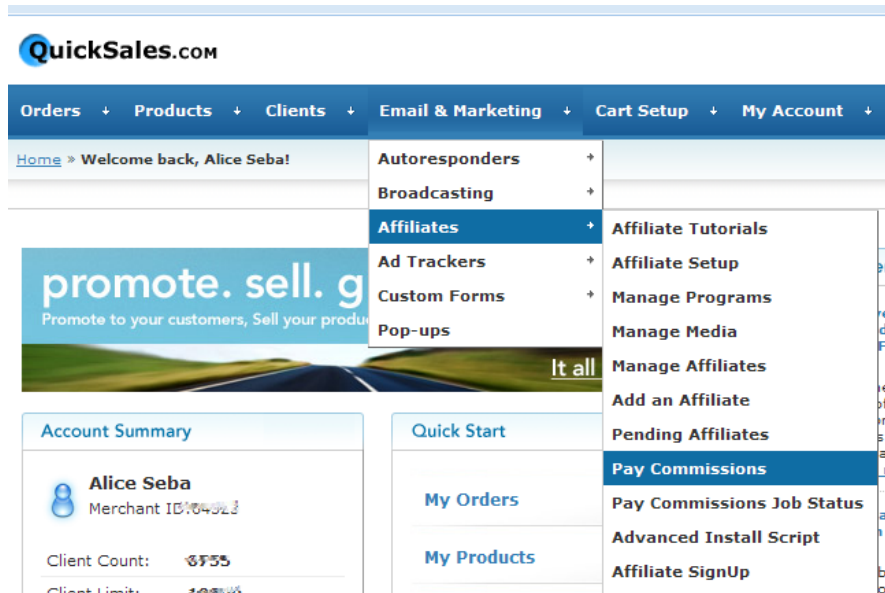 QuickSales.COM
Orders Products Clients Email & Marketing Cart Setup My Account
Home » Welcome back, Alice Seba!
Autoresponders
Broadcasting
Affiliates
Ad Trackers
Custom Forms
Pop-ups
Affiliate Tutorials
Affiliate Setup
Manage Programs
Manage Media
Manage Affiliates
Add an Affiliate
Pending Affiliates
Pay Commissions
Pay Commissions Job Status
Advanced Install Script
Affiliate SignUp
promote. sell. g
Promote to your customers, Sell your produ
It all
Account Summary
Alice Seba
Merchant ID:
Client Count:
Client Limit:
Quick Start
My Orders
My Products